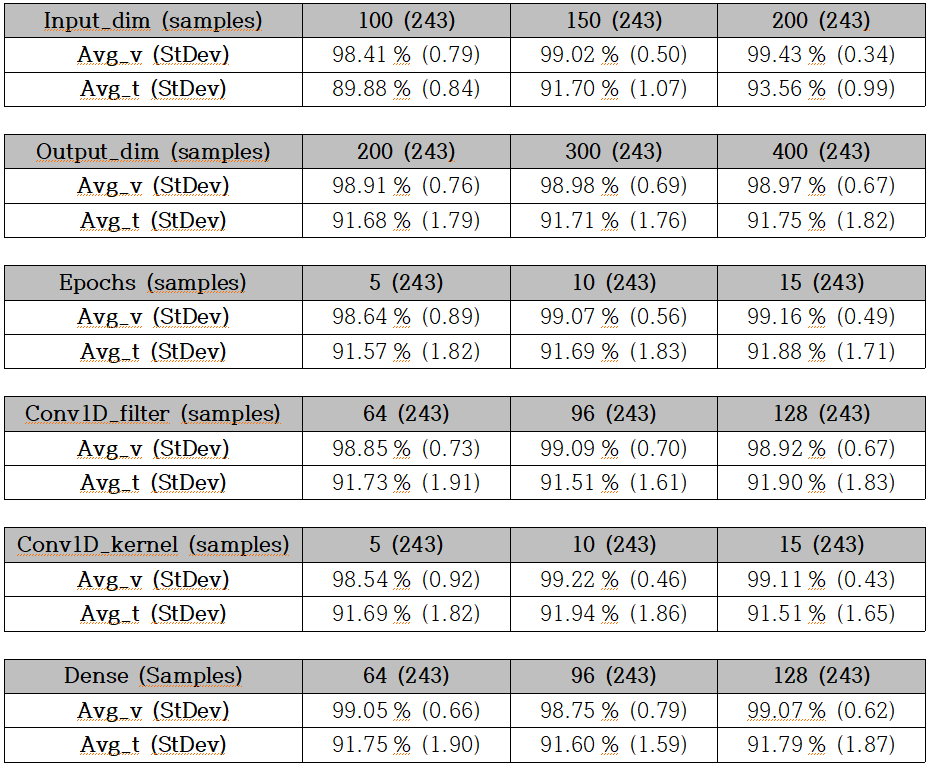 Input_dim (samples) 100 (243) 150 (243) 200 (243)
Avg_v (StDev) 98.41 % (0.79) 99.02 % (0.50) 99.43 % (0.34)
Avg_t (StDev) 89.88 % (0.84) 91.70 % (1.07) 93.56 % (0.99)
Output_dim (samples) 200 (243) 300 (243) 400 (243)
Avg_v (StDev) 98.91 % (0.76) 98.98 % (0.69) 98.97 % (0.67)
Avg_t (StDev) 91.68 % (1.79) 91.71 % (1.76) 91.75 % (1.82)
Epochs (samples) 5 (243) 10 (243) 15 (243)
Avg_v (StDev) 98.64 % (0.89) 99.07 % (0.56) 99.16 % (0.49)
Avg_t (StDev) 91.57 % (1.82) 91.69 % (1.83) 91.88 % (1.71)
Conv1D_filter (samples) 64 (243) 96 (243) 128 (243)
Avg_v (StDev) 98.85 % (0.73) 99.09 % (0.70) 98.92 % (0.67)
Avg_t (StDev) 91.73 % (1.91) 91.51 % (1.61) 91.90 % (1.83)
Conv1D_kernel (samples) 5 (243) 10 (243) 15 (243)
Avg_v (StDev) 98.54 % (0.92) 99.22 % (0.46) 99.11 % (0.43)
Avg_t (StDev) 91.69 % (1.82) 91.94 % (1.86) 91.51 % (1.65)
Dense (Samples) 64 (243) 96 (243) 128 (243)
Avg_v (StDev) 99.05 % (0.66) 98.75 % (0.79) 99.07 % (0.62)
Avg_t (StDev) 91.75 % (1.90) 91.60 % (1.59) 91.79 % (1.87)